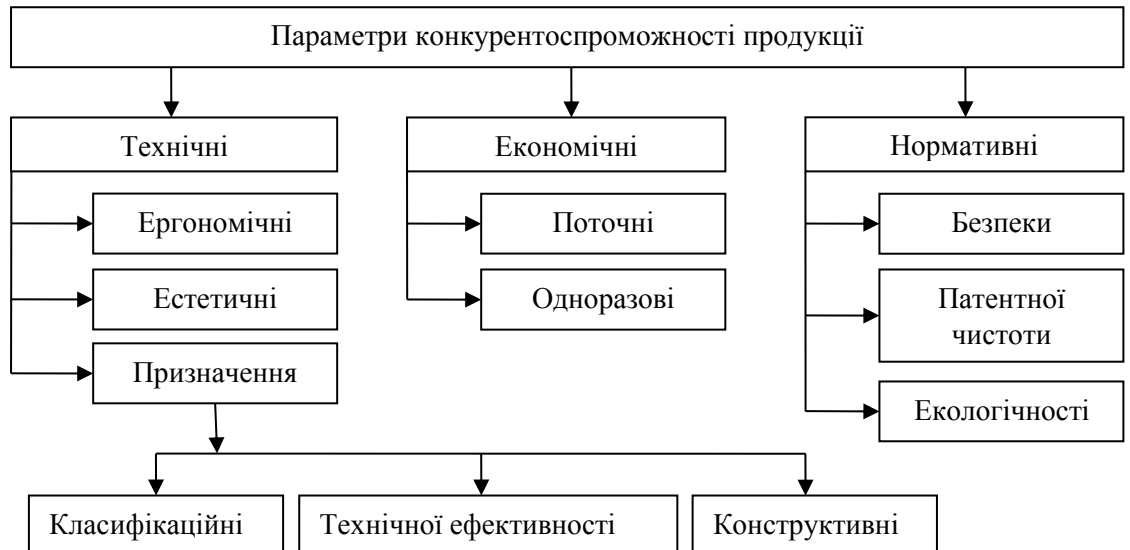 Параметри конкурентоспроможності продукції
Технічні
Економічні
Нормативні
Ергономічні
Поточні
Безпеки
Естетичні
Одноразові
Патентної
чистоти
Призначення
Екологічності
Класифікаційні
Технічної ефективності
Конструктивні